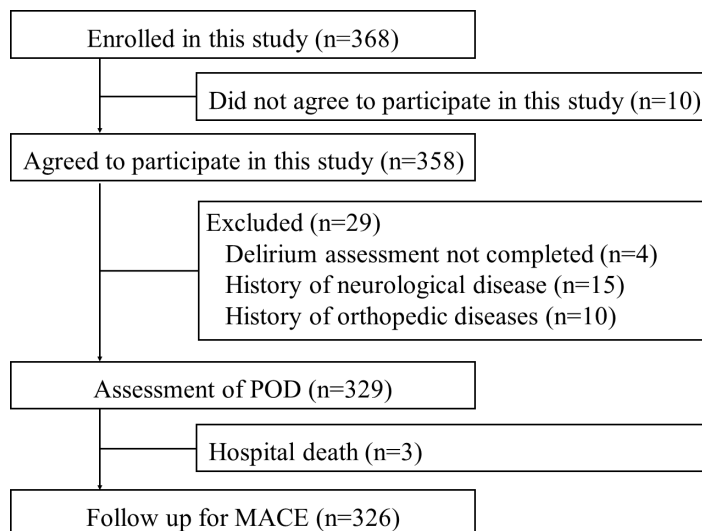 Enrolled in this study (n=368)
Did not agree to participate in this study (n=10)
Agreed to participate in this study (n=358)
Excluded (n=29)
Delirium assessment not completed (n=4)
History of neurological disease (n=15)
History of orthopedic diseases (n=10)
Assessment of POD (n=329)
Hospital death (n=3)
Follow up for MACE (n=326)